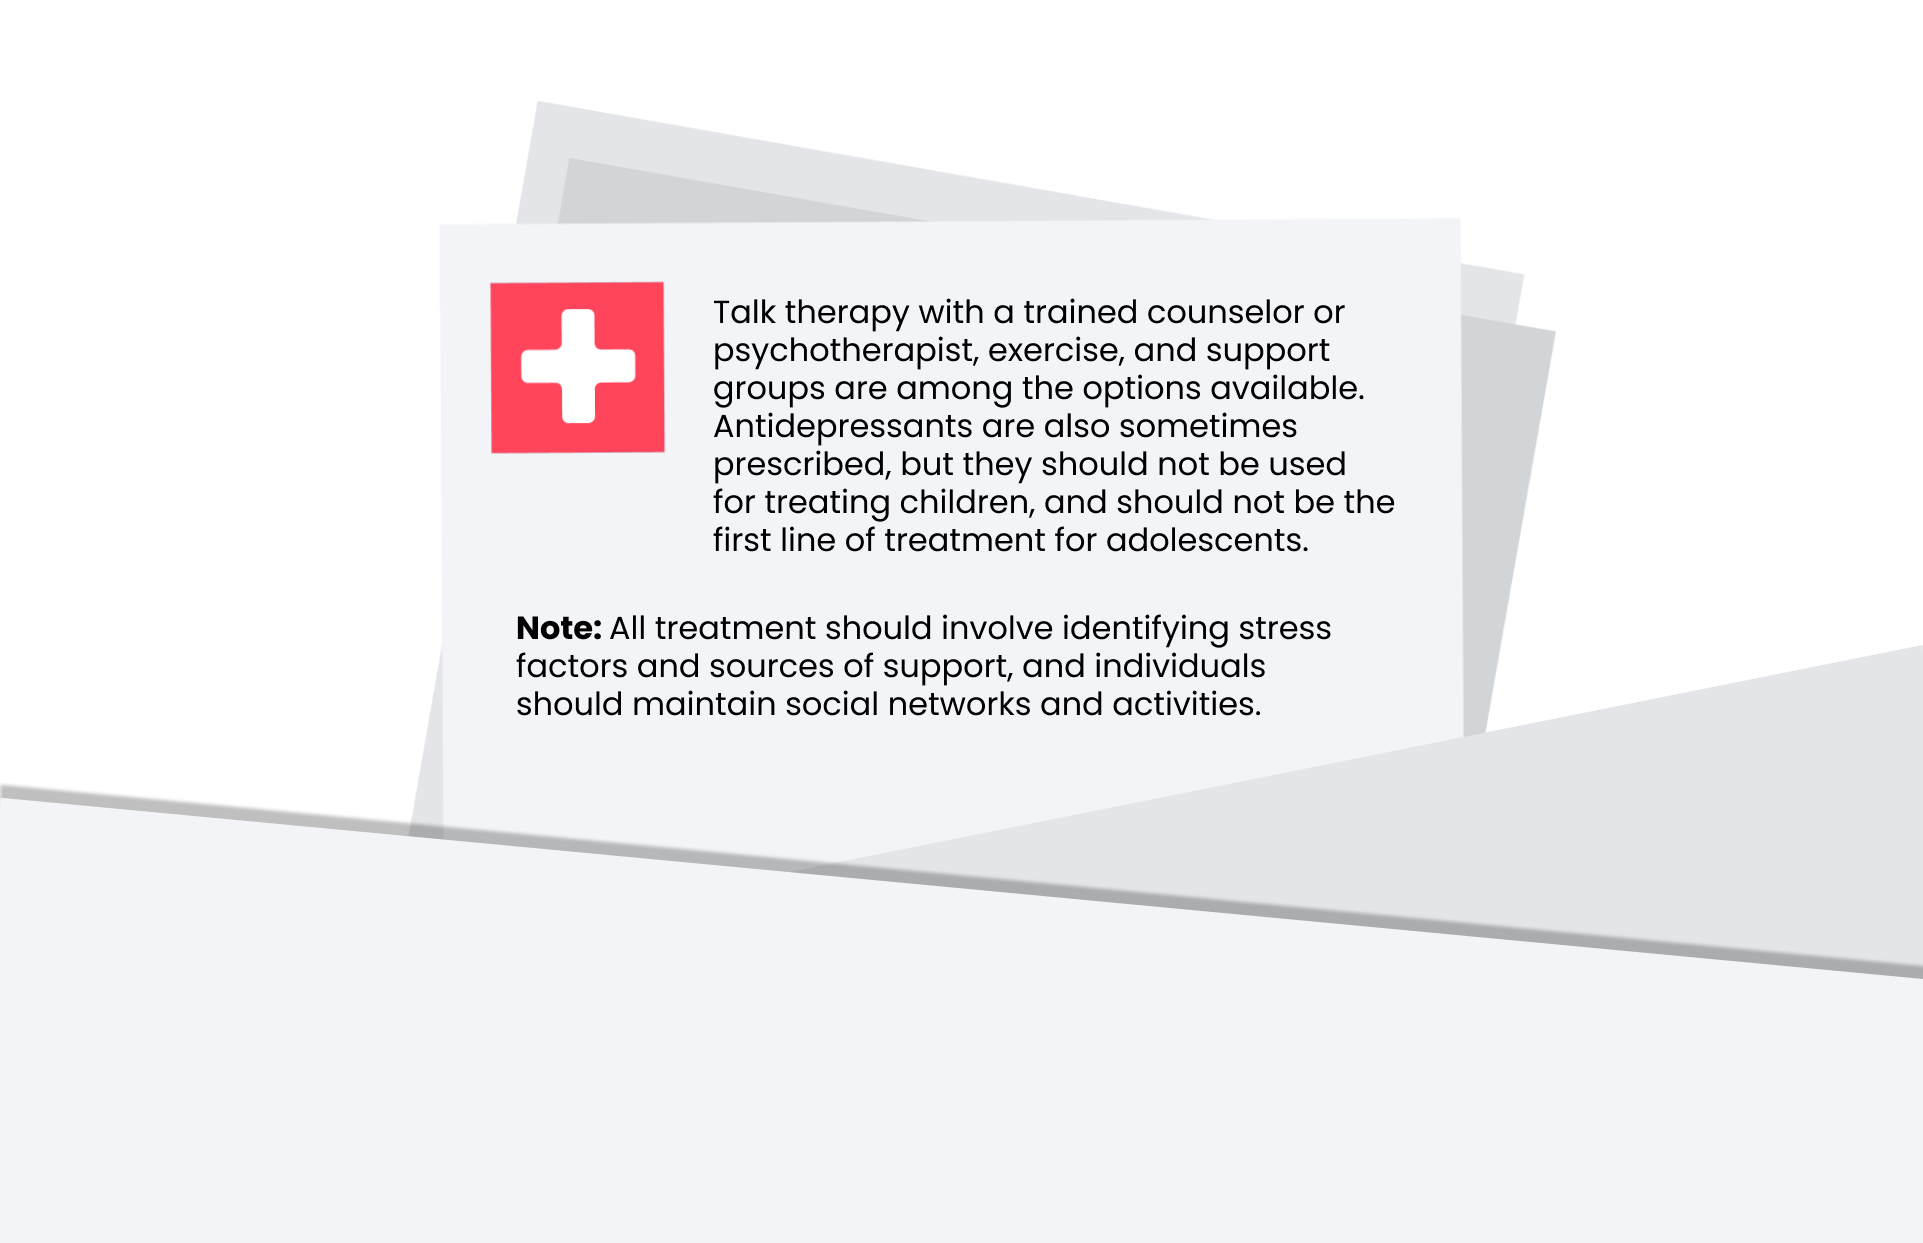 Talk therapy with a trained counselor or
psychotherapist, exercise, and support
groups are among the options available.
Antidepressants are also sometimes
prescribed, but they should not be used
for treating children, and should not be the
first line of treatment for adolescents.
Note: All treatment should involve identifying stress
factors and sources of support, and individuals
should maintain social networks and activities.